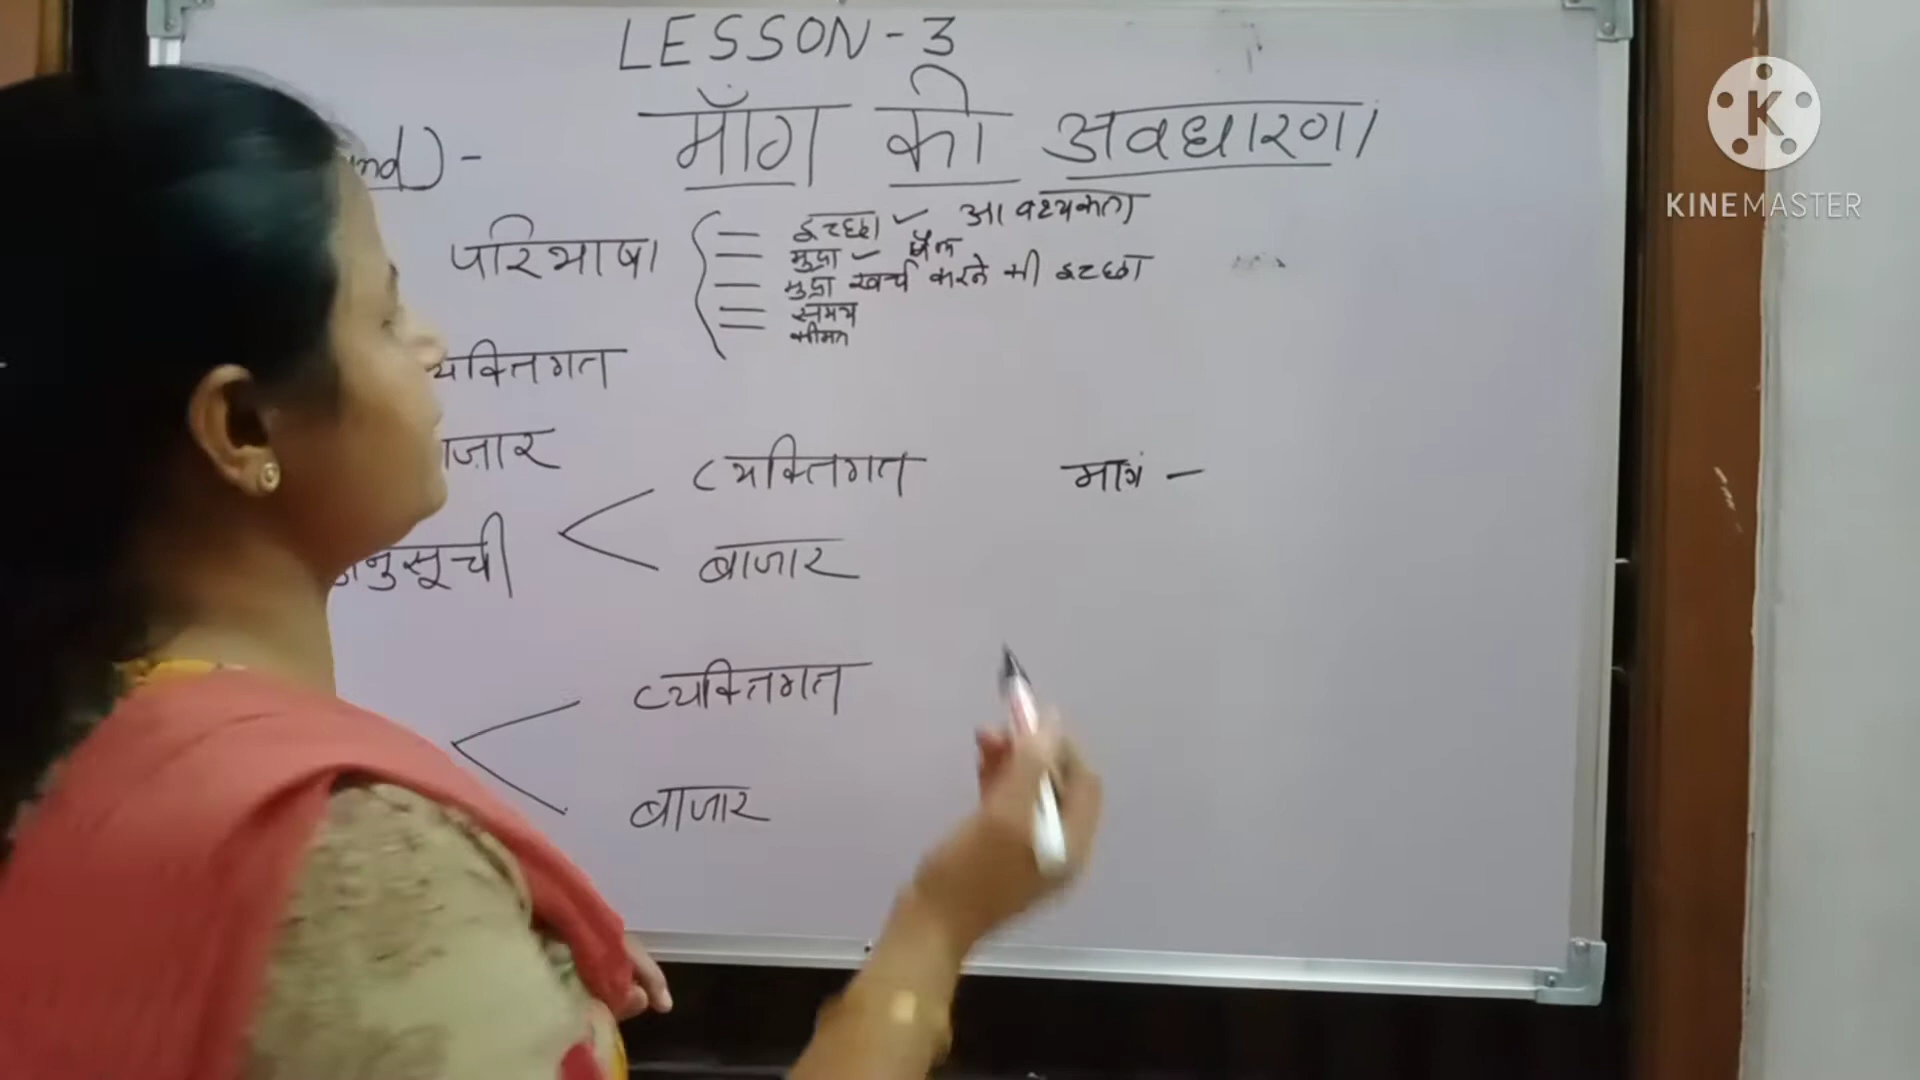 LESSON-3
माँग की अवधारणा
परिभाषा
इच्छा ✓ आवश्यकता
मुद्रा ✓
मुद्रा खर्च करने की इच्छा
समय
कीमत
व्यक्तिगत
बाज़ार
अनुसूची
व्यक्तिगत
बाजार
व्यक्तिगत
बाजार
K
KINEMASTER